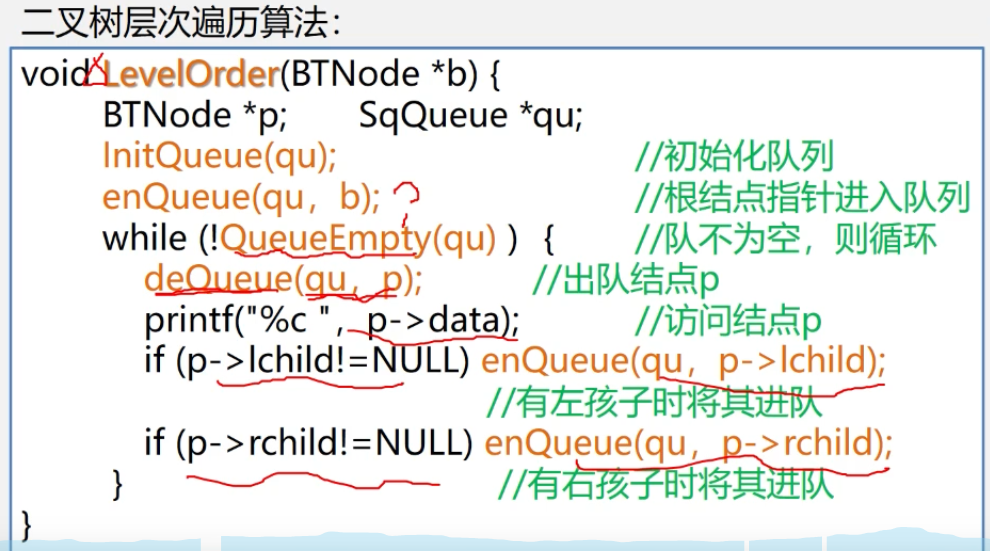 二叉树层次遍历算法：
void LevelOrder(BTNode *b) {
BTNode *p; SqQueue *qu;
InitQueue(qu); //初始化队列
enQueue(qu，b); //根结点指针进入队列
while (!QueueEmpty(qu) ) { //队不为空，则循环
deQueue(qu，p); //出队结点p
printf("%c "，p->data); //访问结点p
if (p->lchild!=NULL) enQueue(qu，p->lchild);
//有左孩子时将其进队
if (p->rchild!=NULL) enQueue(qu，p->rchild);
} //有右孩子时将其进队
}